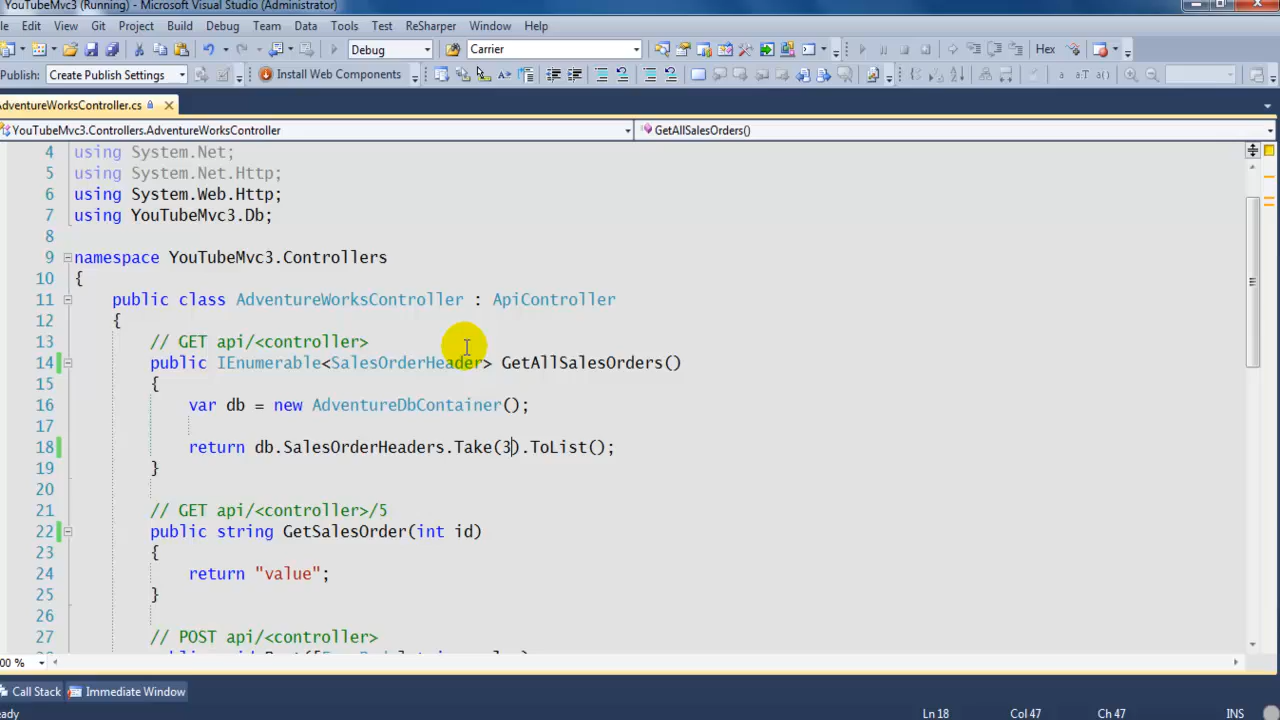 YouTubeMvc3 (Running) - Microsoft Visual Studio (Administrator)
Edit View Git Project Build Debug Team Data Tools Test ReSharper Window Help
Debug Carrier Hex
Publish: Create Publish Settings Install Web Components
AdventureWorksController.cs
YouTubeMvc3.Controllers.AdventureWorksController GetAllSalesOrders()
4 using System.Net;
5 using System.Net.Http;
6 using System.Web.Http;
7 using YouTubeMvc3.Db;
8
9 namespace YouTubeMvc3.Controllers
10 {
11 public class AdventureWorksController : ApiController
12 {
13 // GET api/<controller>
14 public IEnumerable<SalesOrderHeader> GetAllSalesOrders()
15 {
16 var db = new AdventureDbContainer();
17
18 return db.SalesOrderHeaders.Take(3).ToList();
19 }
20
21 // GET api/<controller>/5
22 public string GetSalesOrder(int id)
23 {
24 return "value";
25 }
26
27 // POST api/<controller>
00 %
Call Stack Immediate Window
eady Ln 18 Col 47 Ch 47 INS